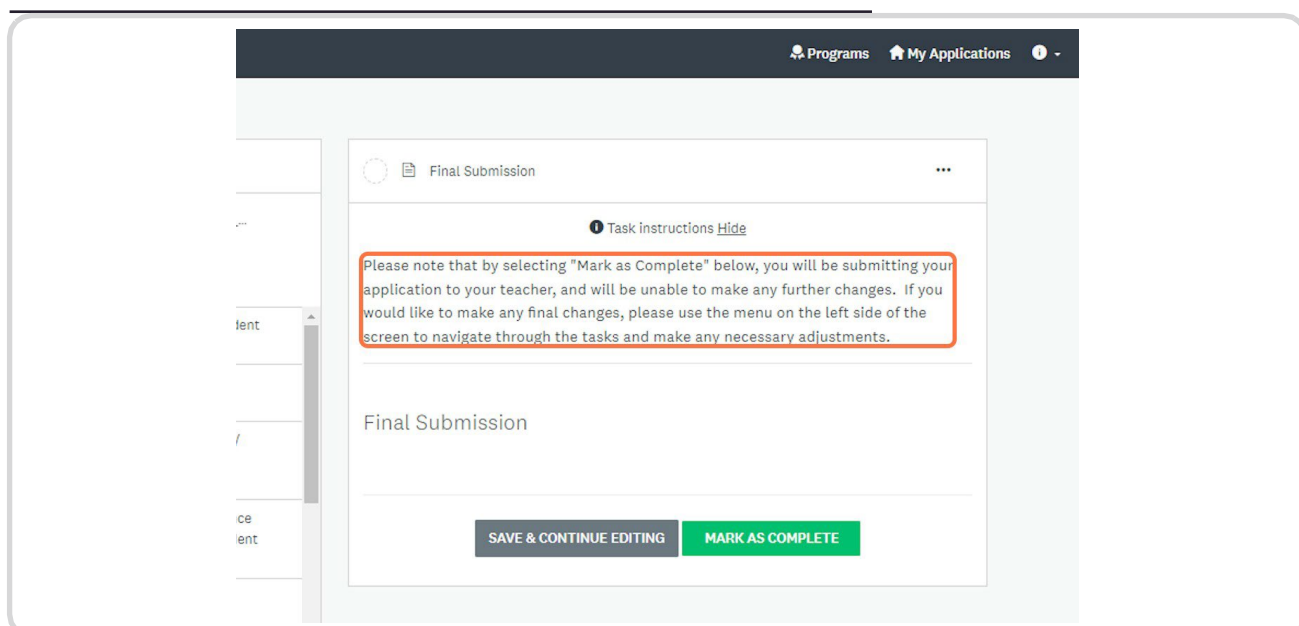 Programs My Applications
Final Submission
...
Task instructions Hide
Please note that by selecting "Mark as Complete" below, you will be submitting your
application to your teacher, and will be unable to make any further changes. If you
would like to make any final changes, please use the menu on the left side of the
screen to navigate through the tasks and make any necessary adjustments.
Final Submission
SAVE & CONTINUE EDITING MARK AS COMPLETE